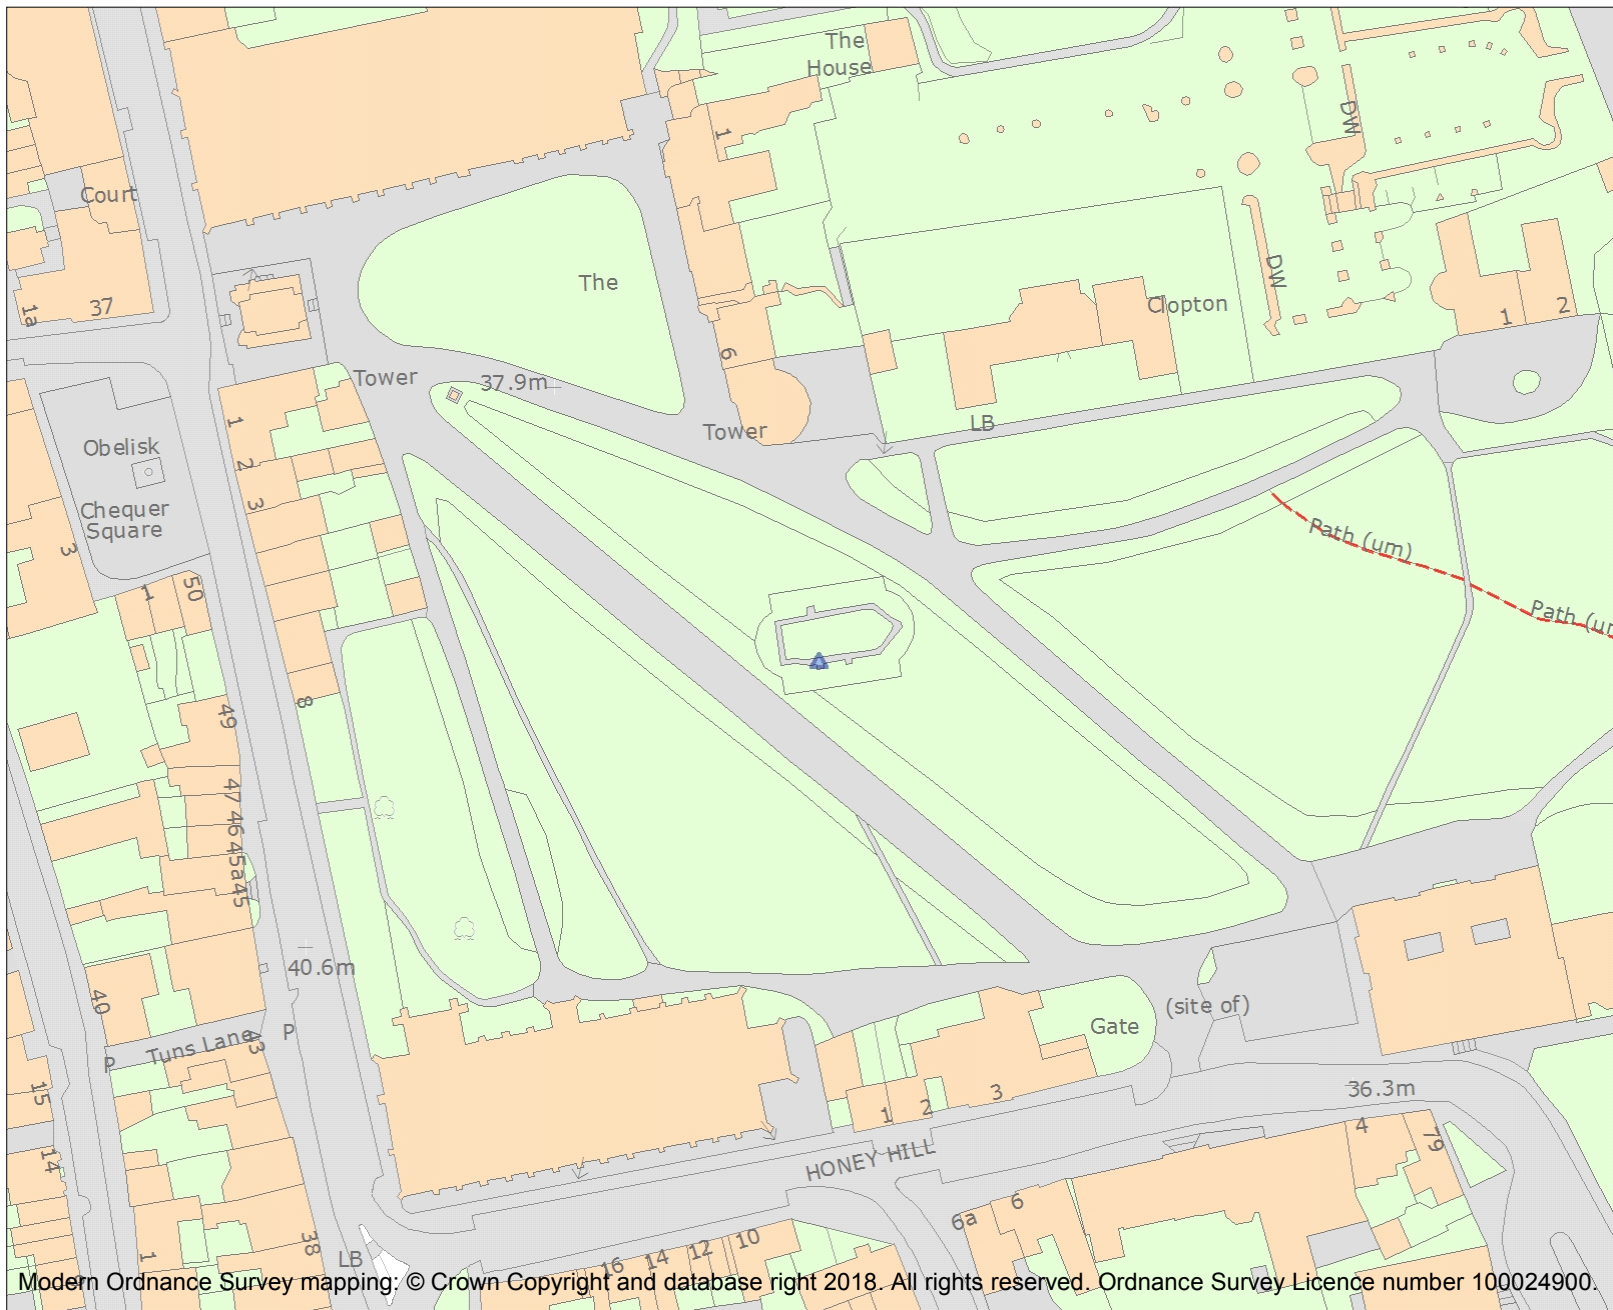 The
House
1
DW
Court
DW
The
1a
37
Clopton
1
2
6
Tower
37.9m
1
Tower
LB
Obelisk
2
3
Chequer
Square
3
Path (um)
1
50
Path (u
8
49
47
46
45a
45
40.6m
40
(site of)
Gate
P
Tuns Lane
43
P
15
36.3m
3
1
2
4
79
14
HONEY HILL
6
6a
38
1
LB
16
14
12
10
Modern Ordnance Survey mapping: © Crown Copyright and database right 2018. All rights reserved. Ordnance Survey Licence number 100024900.